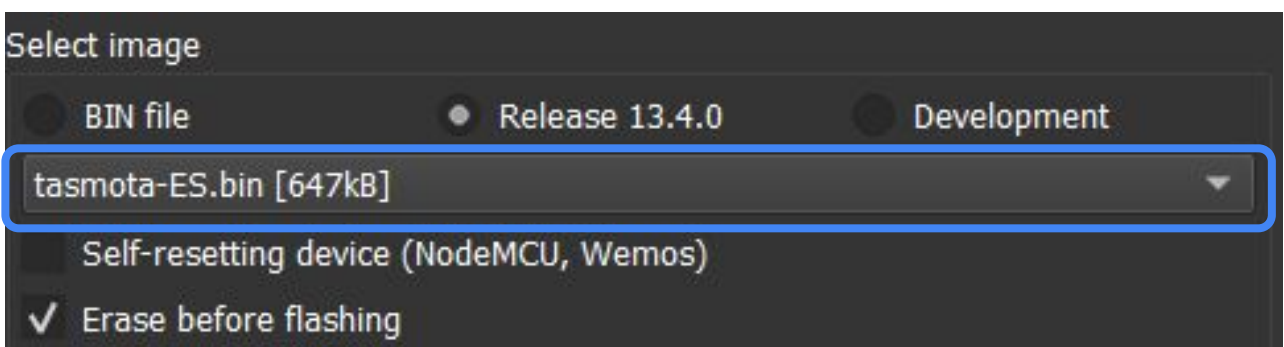 Select image
BIN file Release 13.4.0 Development
tasmota-ES.bin [647kB]
Self-resetting device (NodeMCU, Wemos)
Erase before flashing